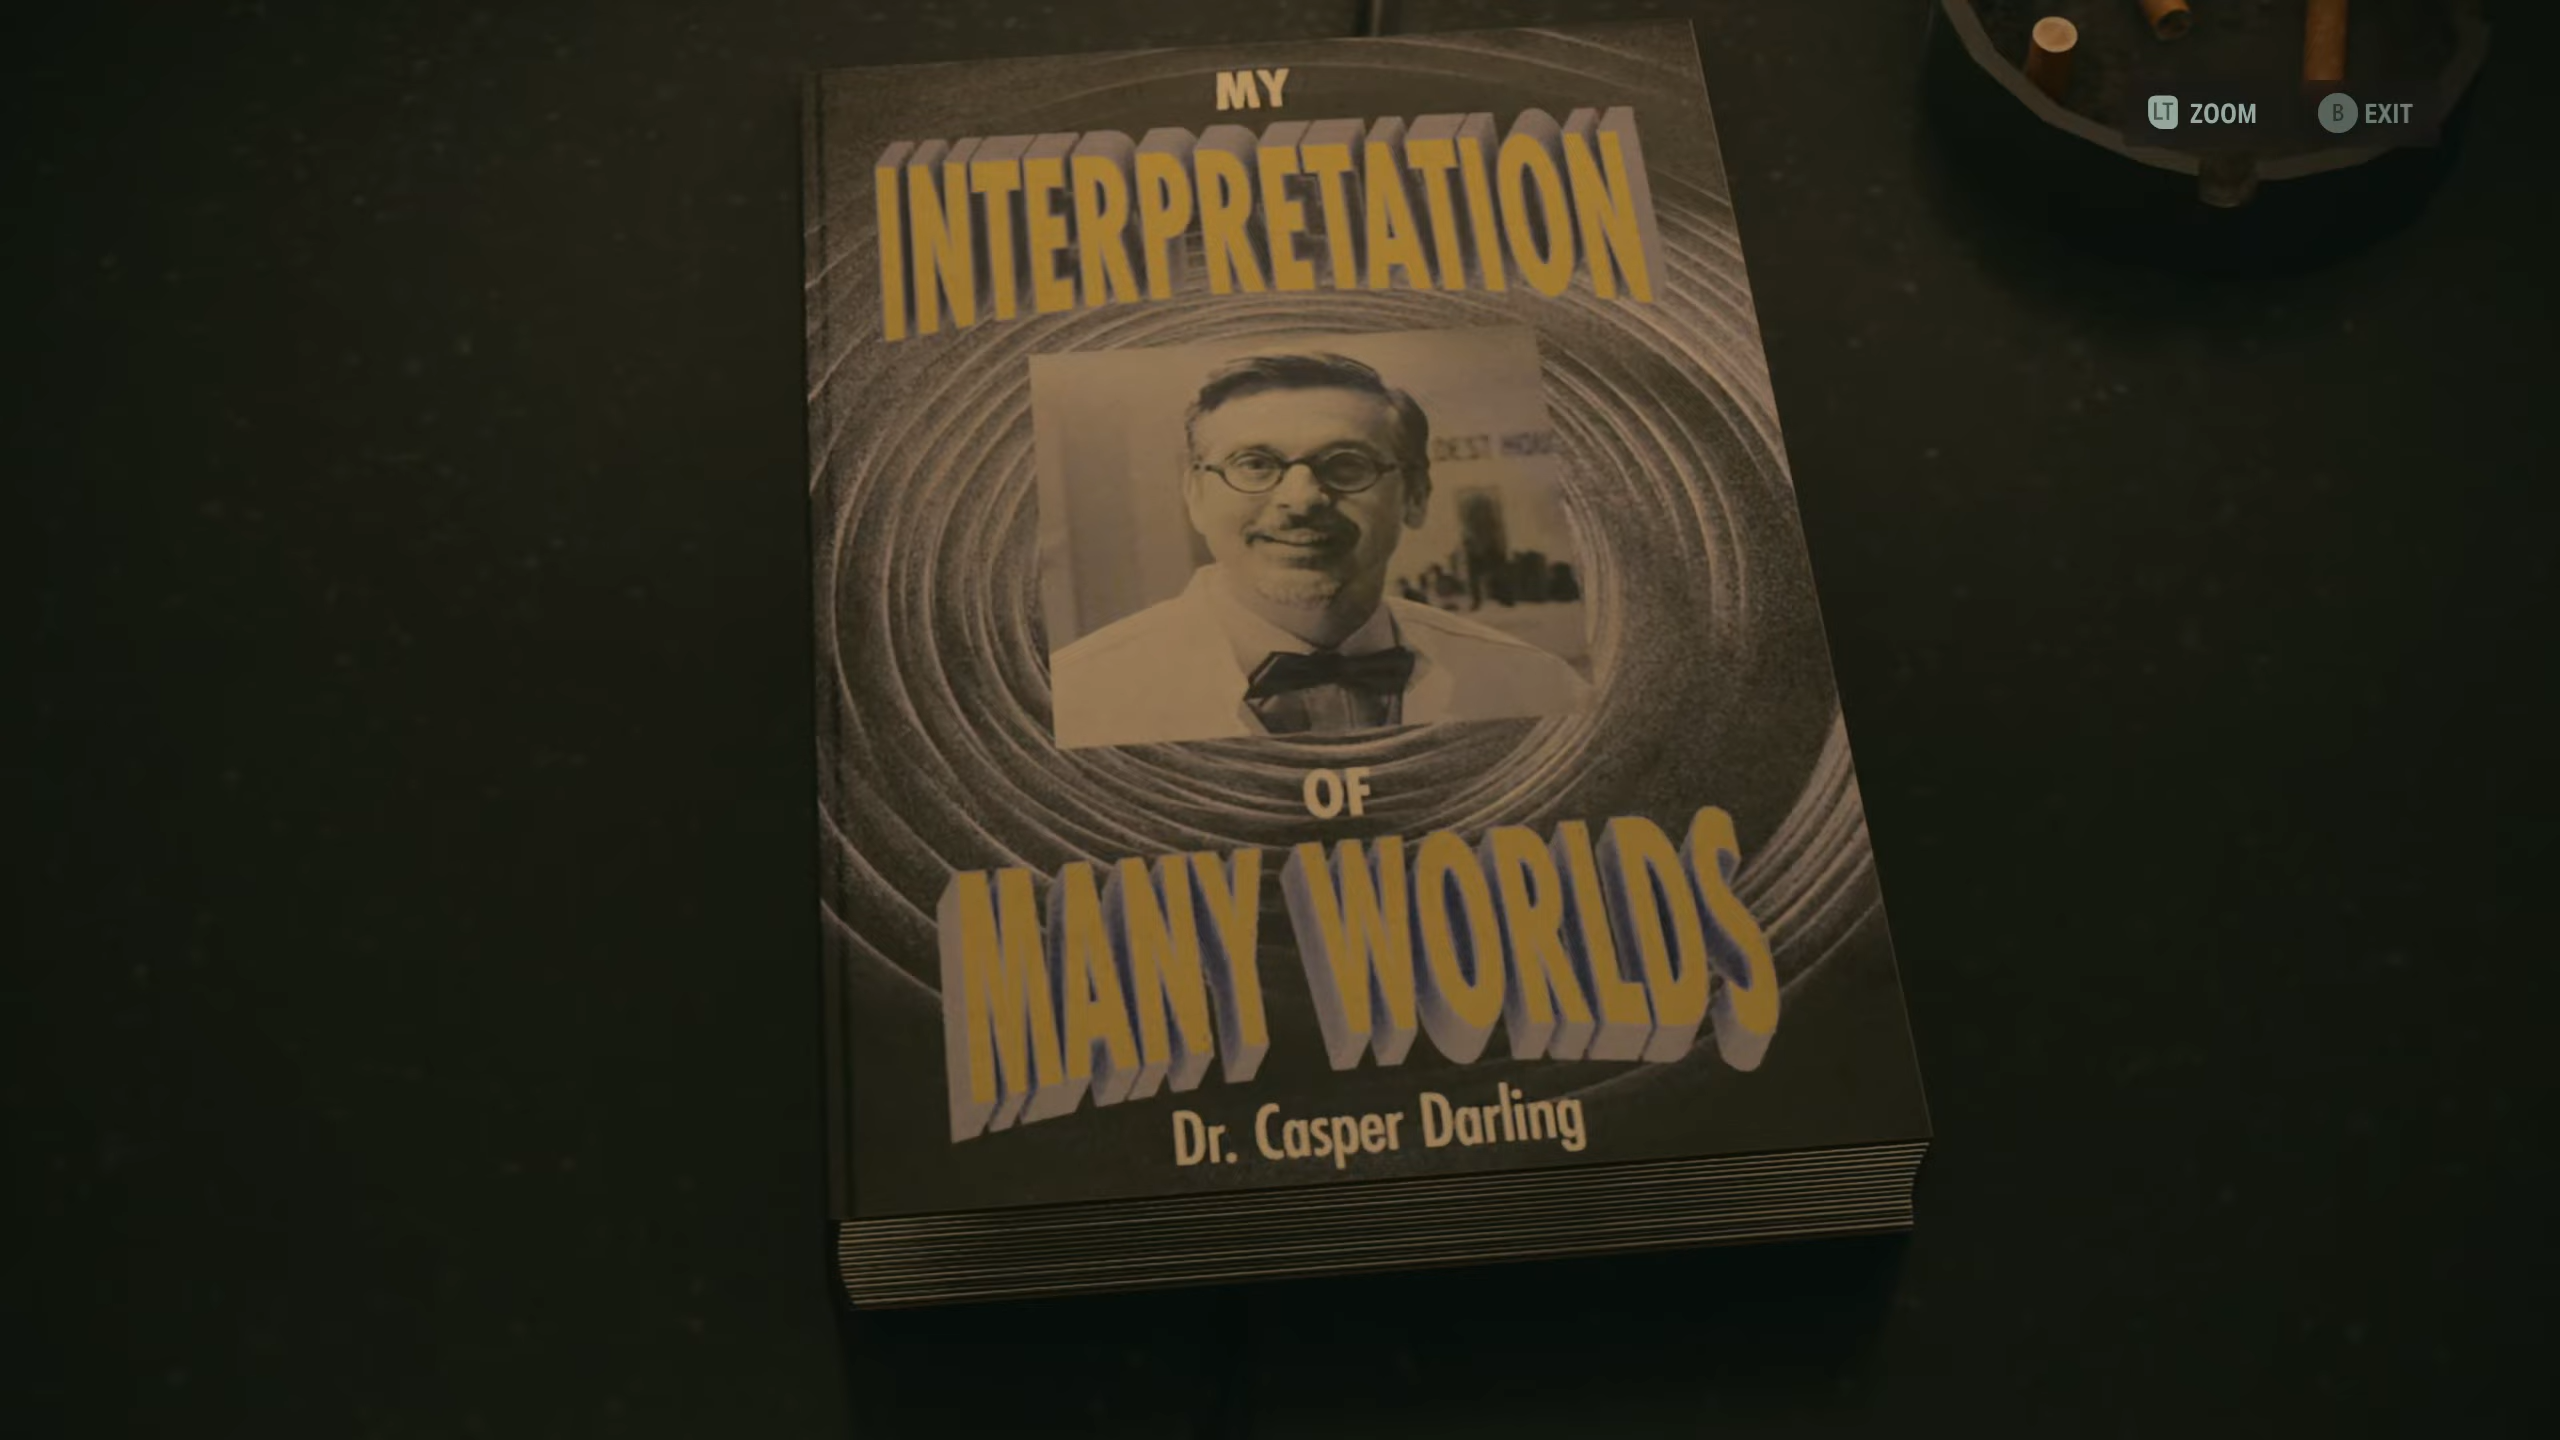 MY
INTERPRETATION
OF
MANY WORLDS
Dr. Casper Darling
LT ZOOM B EXIT